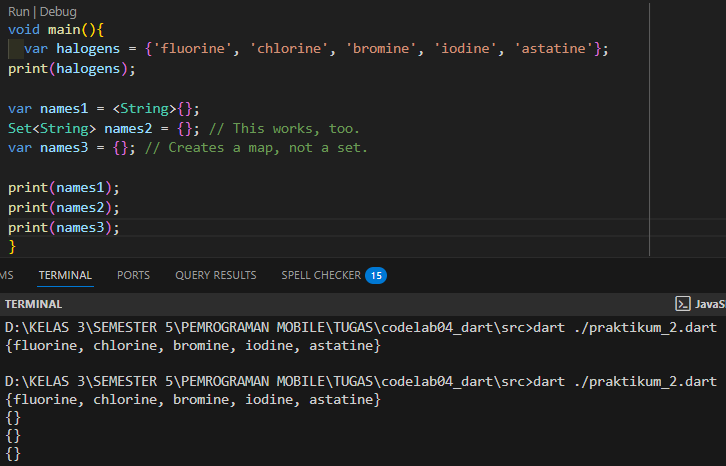 Run | Debug
void main(){
  var halogens = {'fluorine', 'chlorine', 'bromine', 'iodine', 'astatine'};
print(halogens);
var names1 = <String>{};
Set<String> names2 = {}; // This works, too.
var names3 = {}; // Creates a map, not a set.
print(names1);
print(names2);
print(names3);
}
MS TERMINAL PORTS QUERY RESULTS SPELL CHECKER 15
TERMINAL JavaS
D:\KELAS 3\SEMESTER 5\PEMROGRAMAN MOBILE\TUGAS\codelab04_dart\src>dart ./praktikum_2.dart
{fluorine, chlorine, bromine, iodine, astatine}
D:\KELAS 3\SEMESTER 5\PEMROGRAMAN MOBILE\TUGAS\codelab04_dart\src>dart ./praktikum_2.dart
{fluorine, chlorine, bromine, iodine, astatine}
{}
{}
{}